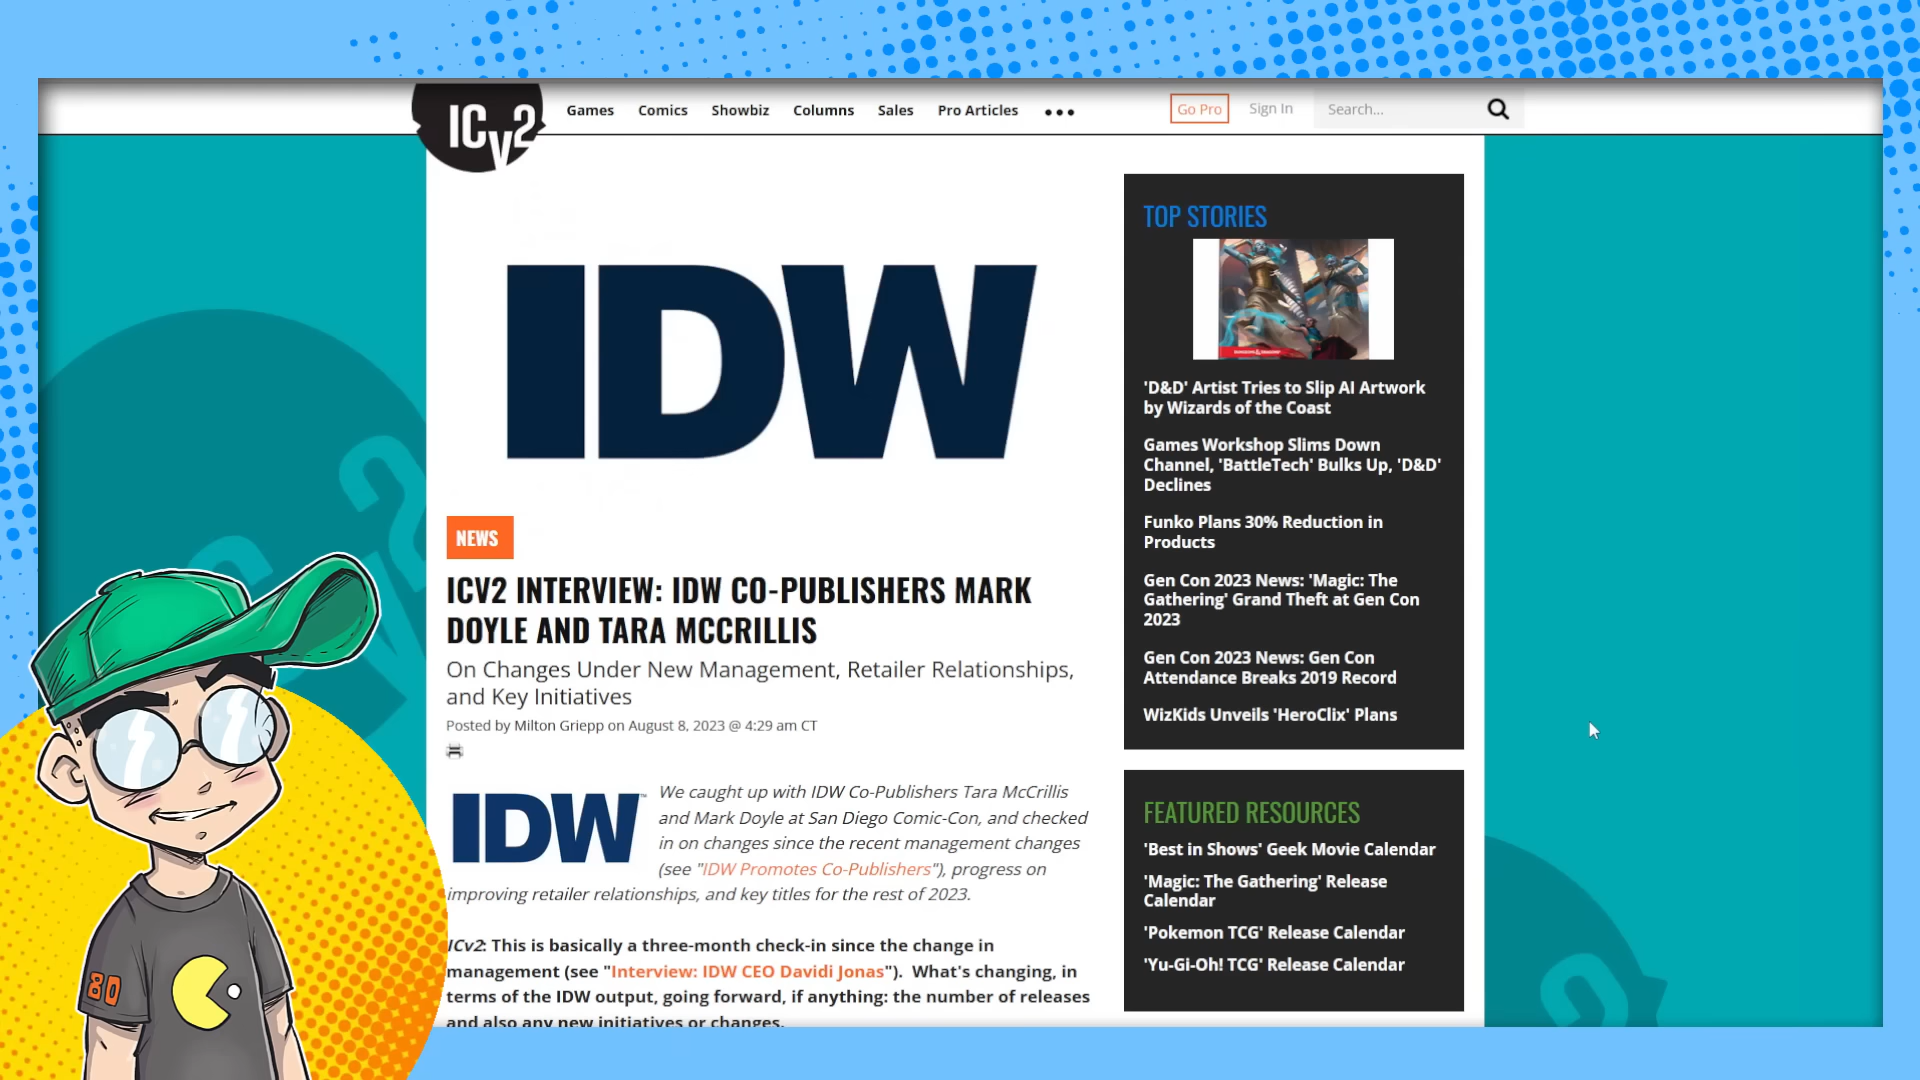 ICv2
Games Comics Showbiz Columns Sales Pro Articles •••
Go Pro Sign In Search...
IDW
NEWS
ICV2 INTERVIEW: IDW CO-PUBLISHERS MARK
DOYLE AND TARA MCCRILLIS
On Changes Under New Management, Retailer Relationships,
and Key Initiatives
Posted by Milton Griepp on August 8, 2023 @ 4:29 am CT
IDW™
We caught up with IDW Co-Publishers Tara McCrillis
and Mark Doyle at San Diego Comic-Con, and checked
in on changes since the recent management changes
(see "IDW Promotes Co-Publishers"), progress on
improving retailer relationships, and key titles for the rest of 2023.
ICv2: This is basically a three-month check-in since the change in
management (see "Interview: IDW CEO Davidi Jonas").  What's changing, in
terms of the IDW output, going forward, if anything: the number of releases
and also any new initiatives or changes.
TOP STORIES
DUNGEONS & DRAGONS
'D&D' Artist Tries to Slip AI Artwork
by Wizards of the Coast
Games Workshop Slims Down
Channel, 'BattleTech' Bulks Up, 'D&D'
Declines
Funko Plans 30% Reduction in
Products
Gen Con 2023 News: 'Magic: The
Gathering' Grand Theft at Gen Con
2023
Gen Con 2023 News: Gen Con
Attendance Breaks 2019 Record
WizKids Unveils 'HeroClix' Plans
FEATURED RESOURCES
'Best in Shows' Geek Movie Calendar
'Magic: The Gathering' Release
Calendar
'Pokemon TCG' Release Calendar
'Yu-Gi-Oh! TCG' Release Calendar
80